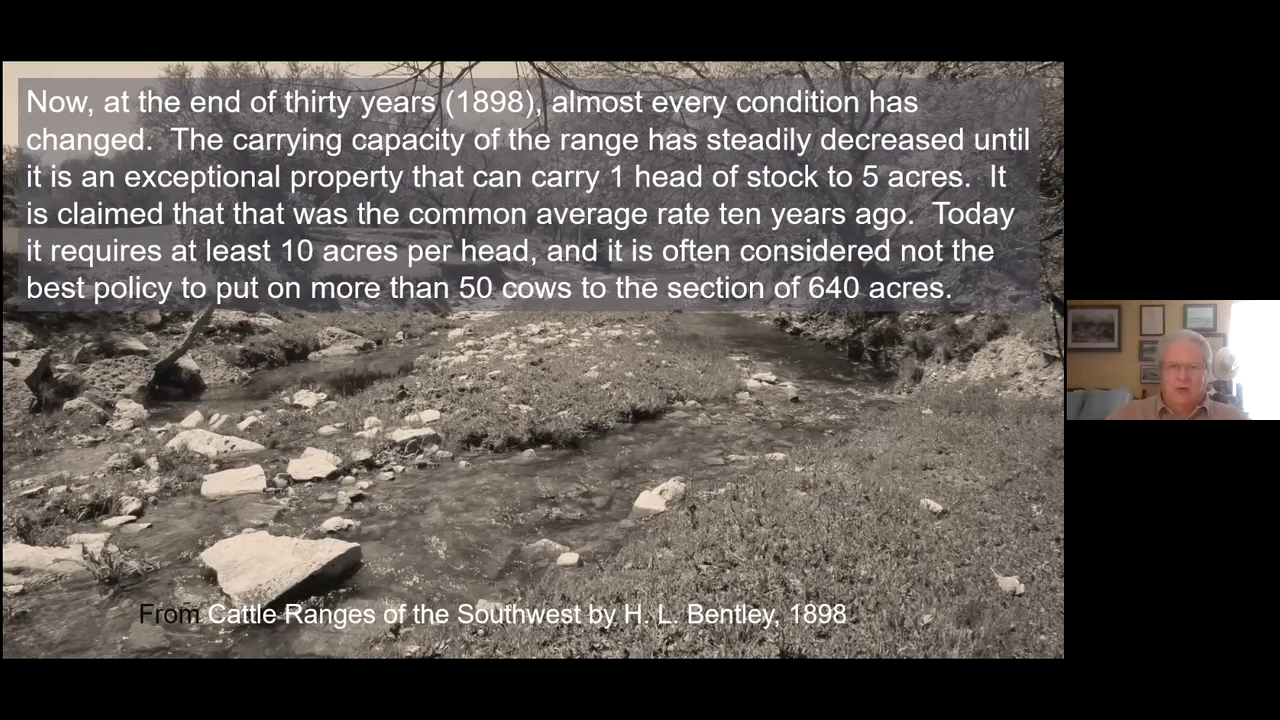 Now, at the end of thirty years (1898), almost every condition has
changed.  The carrying capacity of the range has steadily decreased until
it is an exceptional property that can carry 1 head of stock to 5 acres.  It
is claimed that that was the common average rate ten years ago.  Today
it requires at least 10 acres per head, and it is often considered not the
best policy to put on more than 50 cows to the section of 640 acres.
From Cattle Ranges of the Southwest by H. L. Bentley, 1898